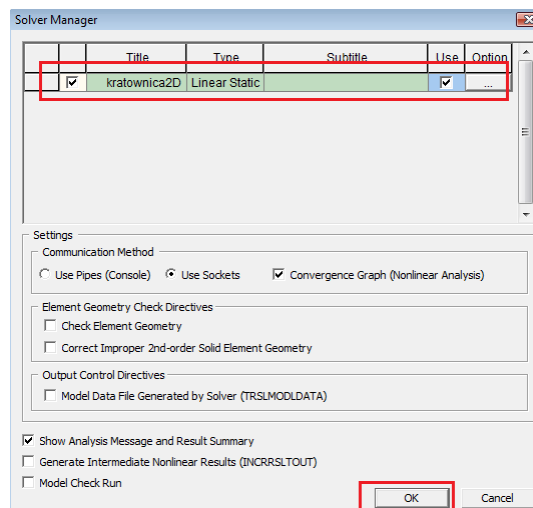 Solver Manager
Title Type Subtitle Use Option
kratownica2D Linear Static ...
Settings
Communication Method
Use Pipes (Console) Use Sockets Convergence Graph (Nonlinear Analysis)
Element Geometry Check Directives
Check Element Geometry
Correct Improper 2nd-order Solid Element Geometry
Output Control Directives
Model Data File Generated by Solver (TRSLMODLDATA)
Show Analysis Message and Result Summary
Generate Intermediate Nonlinear Results (INCRRSLTOUT)
Model Check Run
OK Cancel